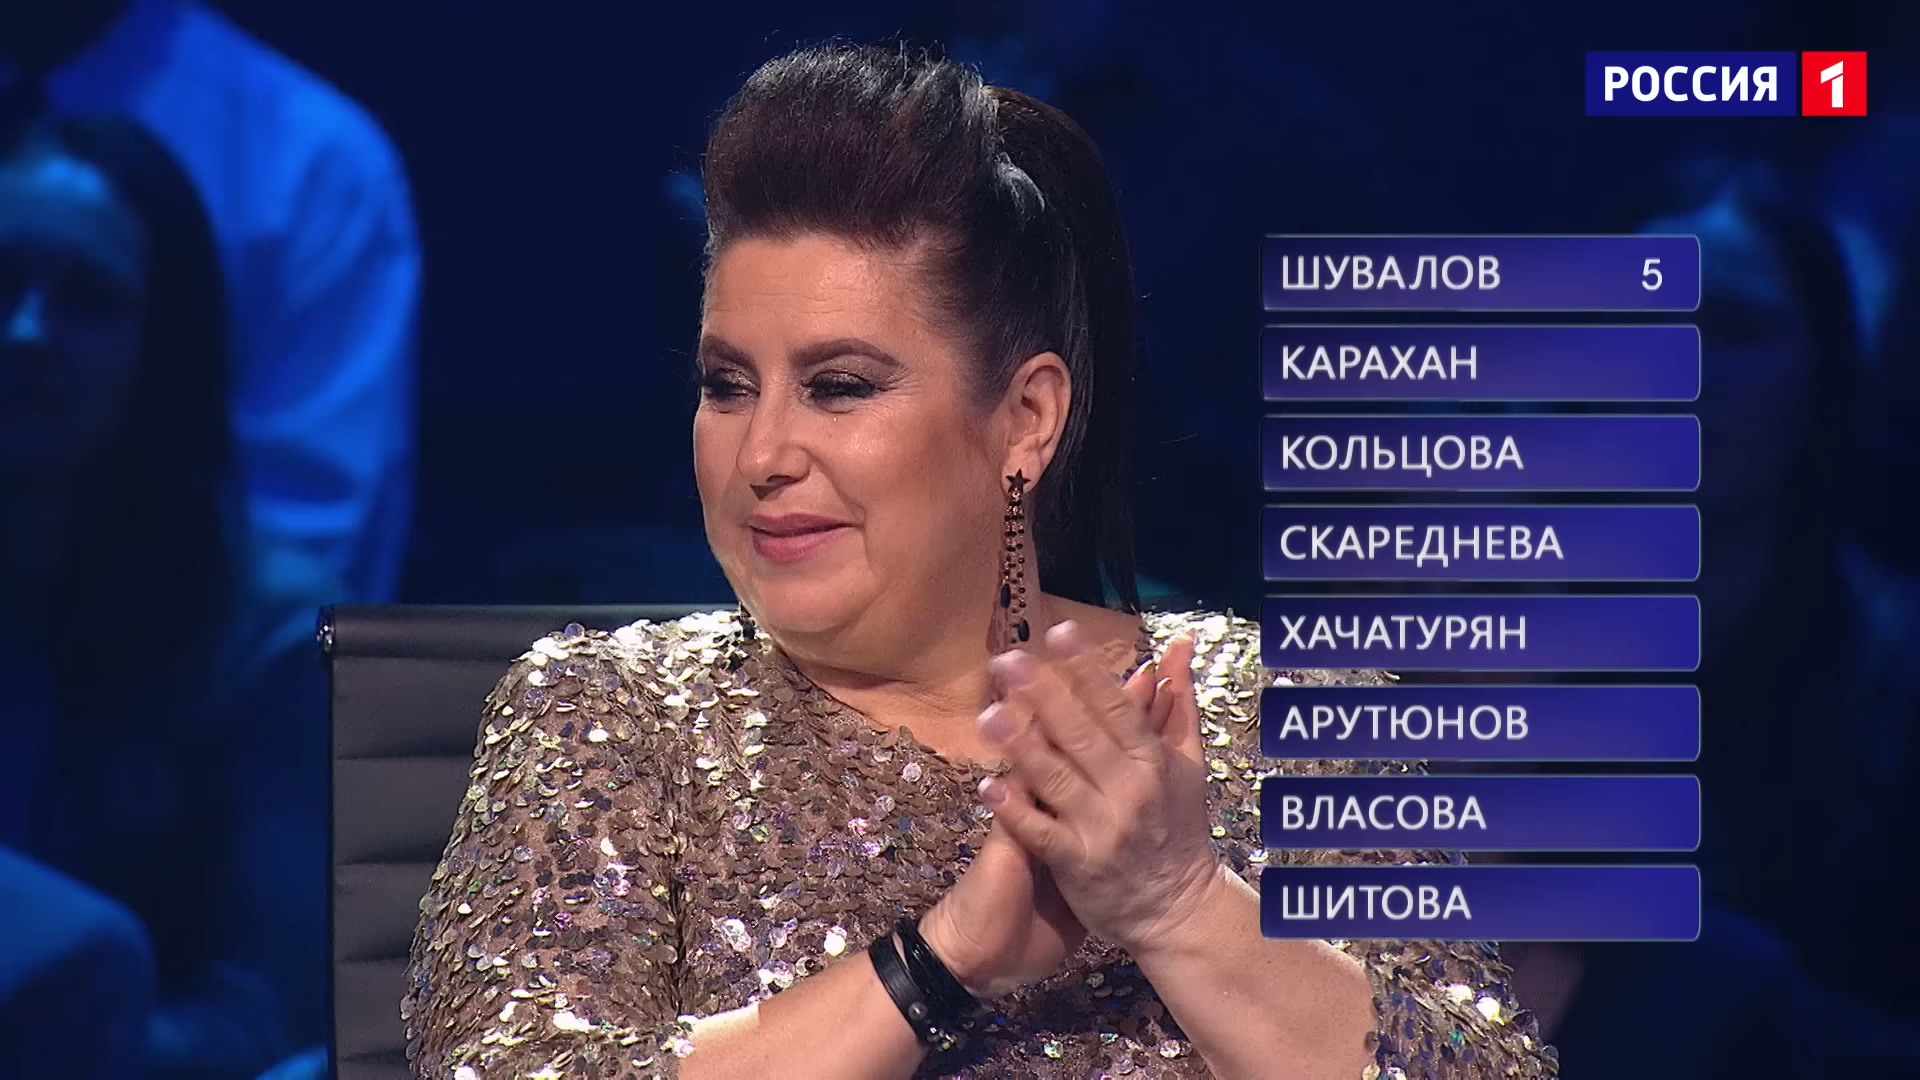 РОССИЯ 1
ШУВАЛОВ 5
КАРАХАН
КОЛЬЦОВА
СКАРЕДНЕВА
ХАЧАТУРЯН
АРУТЮНОВ
ВЛАСОВА
ШИТОВА